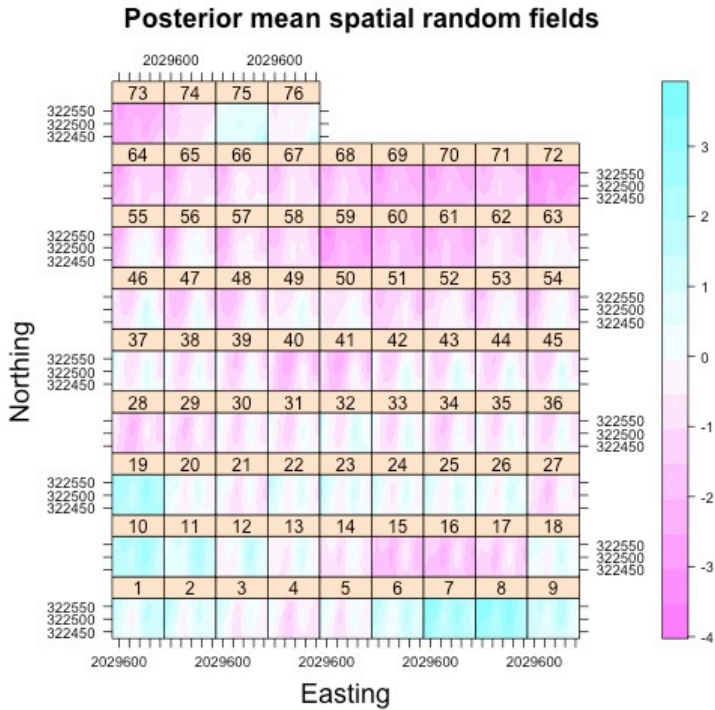 Posterior mean spatial random fields
2029600 2029600
73 74 75 76
322550
322500
322450
64 65 66 67 68 69 70 71 72
322550
322500
322450
55 56 57 58 59 60 61 62 63
322550
322500
322450
46 47 48 49 50 51 52 53 54
322550
322500
322450
37 38 39 40 41 42 43 44 45
322550
322500
322450
28 29 30 31 32 33 34 35 36
322550
322500
322450
19 20 21 22 23 24 25 26 27
322550
322500
322450
10 11 12 13 14 15 16 17 18
322550
322500
322450
1 2 3 4 5 6 7 8 9
322550
322500
322450
2029600 2029600 2029600 2029600 2029600
Easting
Northing
3
2
1
0
-1
-2
-3
-4